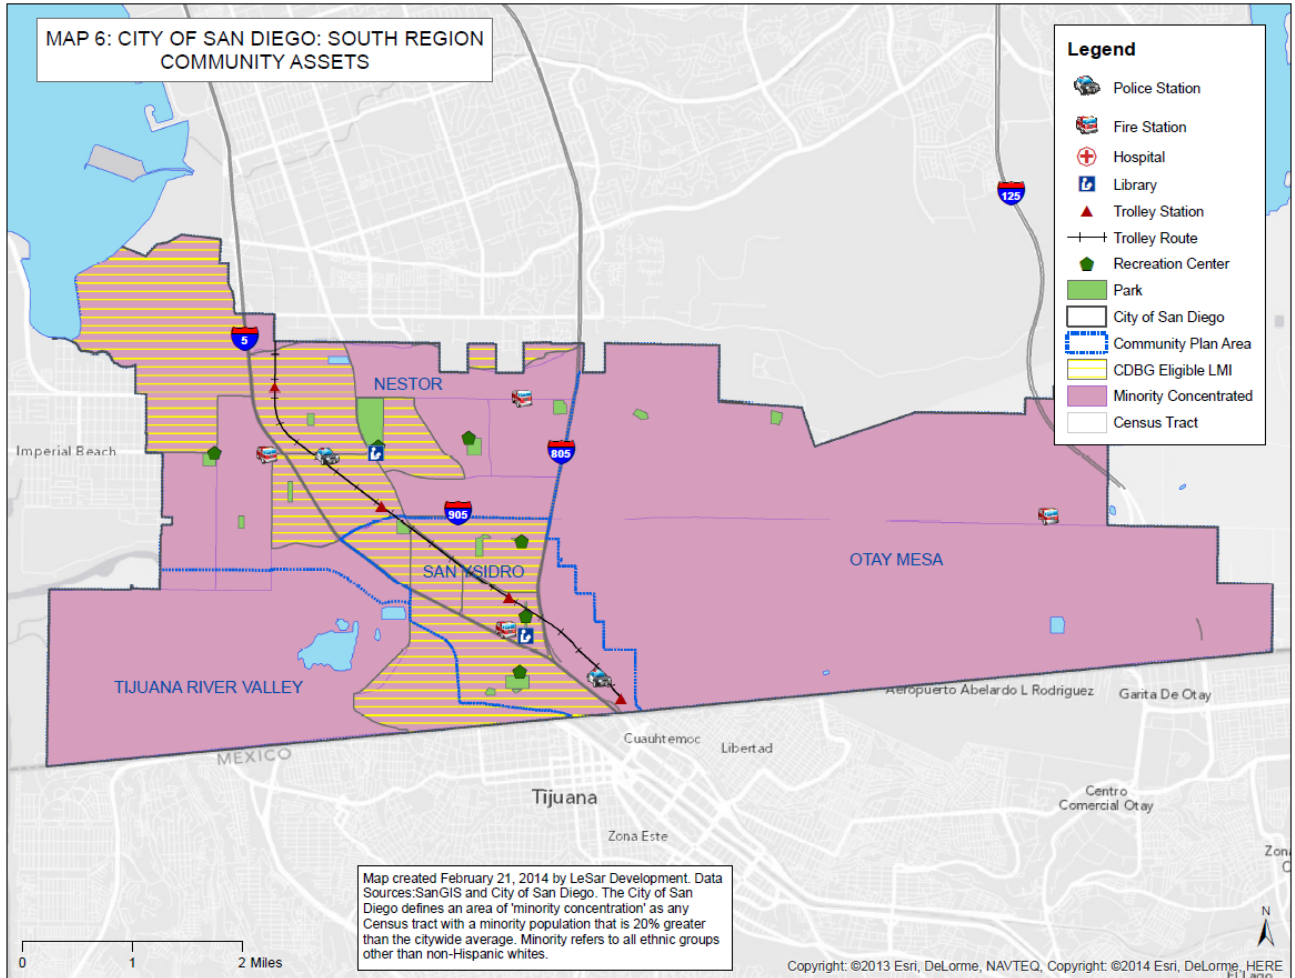 MAP 6: CITY OF SAN DIEGO: SOUTH REGION
COMMUNITY ASSETS
Legend
Police Station
Fire Station
Hospital
Library
Trolley Station
Trolley Route
Recreation Center
Park
City of San Diego
Community Plan Area
CDBG Eligible LMI
Minority Concentrated
Census Tract
125
5
NESTOR
Imperial Beach
805
905
SAN YSIDRO
OTAY MESA
TIJUANA RIVER VALLEY
Aeropuerto Abelardo L Rodriguez
Garita De Otay
MEXICO
Cuauhtemoc
Libertad
Tijuana
Centro
Comercial Otay
Zona Este
Map created February 21, 2014 by LeSar Development. Data
Sources:SanGIS and City of San Diego. The City of San
Diego defines an area of 'minority concentration' as any
Census tract with a minority population that is 20% greater
than the citywide average. Minority refers to all ethnic groups
other than non-Hispanic whites.
N
0 1 2 Miles
Copyright: ©2013 Esri, DeLorme, NAVTEQ, Copyright: ©2014 Esri, DeLorme, HERE